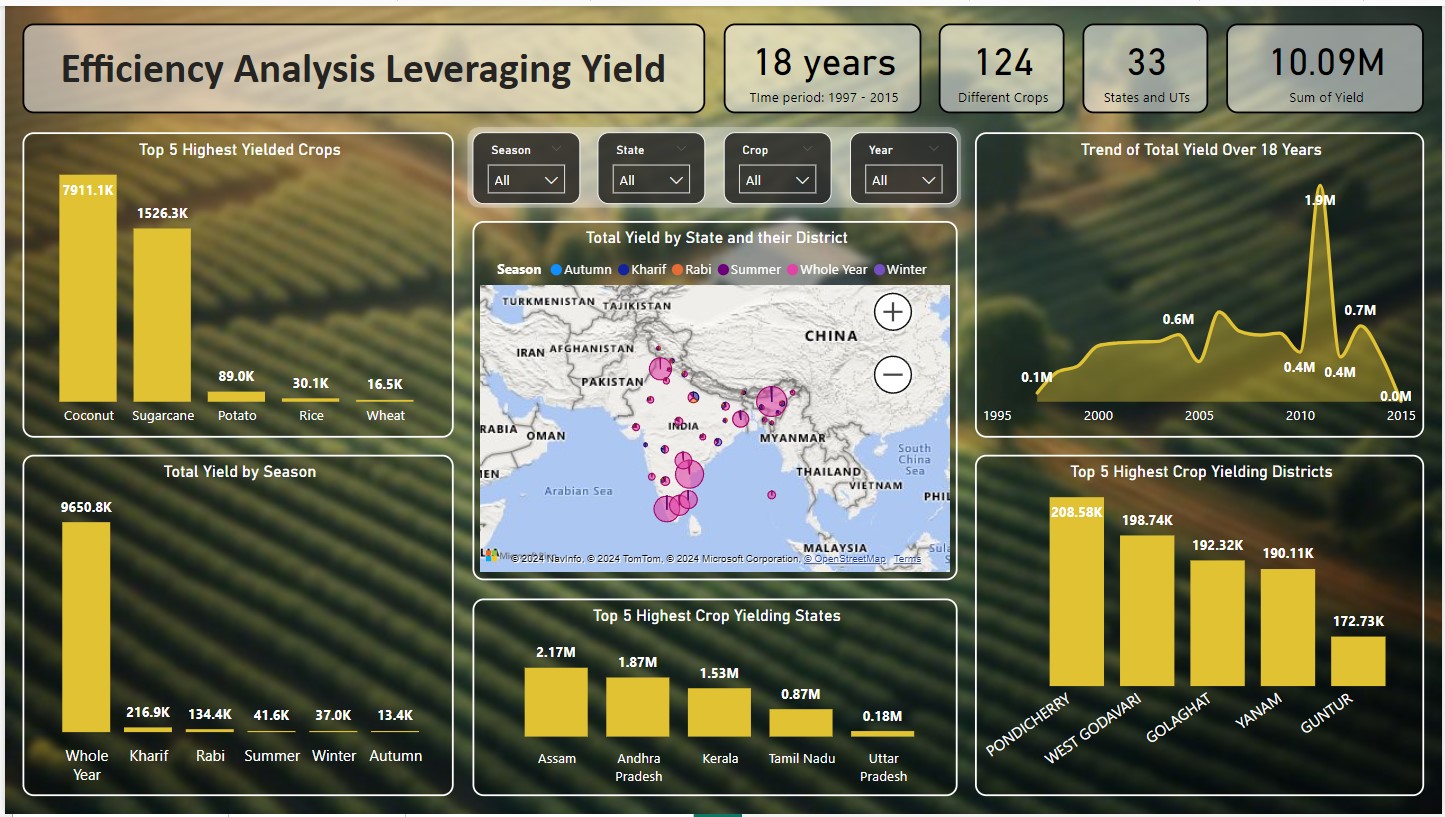 Efficiency Analysis Leveraging Yield
18 years
TIme period: 1997 - 2015
124
Different Crops
33
States and UTs
10.09M
Sum of Yield
Top 5 Highest Yielded Crops
7911.1K
1526.3K
89.0K
30.1K
16.5K
Coconut
Sugarcane
Potato
Rice
Wheat
Season
All
State
All
Crop
All
Year
All
Total Yield by State and their District
Season
Autumn
Kharif
Rabi
Summer
Whole Year
Winter
TURKMENISTAN
TAJIKISTAN
CHINA
IRAN
AFGHANISTAN
PAKISTAN
RABIA
OMAN
INDIA
MYANMAR
South
China
Sea
THAILAND
VIETNAM
PHIL
MEN
Arabian Sea
MALAYSIA
© 2024 NavInfo, © 2024 TomTom, © 2024 Microsoft Corporation, © OpenStreetMap Terms
Trend of Total Yield Over 18 Years
1.9M
0.7M
0.6M
0.4M
0.4M
0.1M
0.0M
1995
2000
2005
2010
2015
Total Yield by Season
9650.8K
216.9K
134.4K
41.6K
37.0K
13.4K
Whole
Year
Kharif
Rabi
Summer
Winter
Autumn
Top 5 Highest Crop Yielding States
2.17M
1.87M
1.53M
0.87M
0.18M
Assam
Andhra
Pradesh
Kerala
Tamil Nadu
Uttar
Pradesh
Top 5 Highest Crop Yielding Districts
208.58K
198.74K
192.32K
190.11K
172.73K
PONDICHERRY
WEST GODAVARI
GOLAGHAT
YANAM
GUNTUR